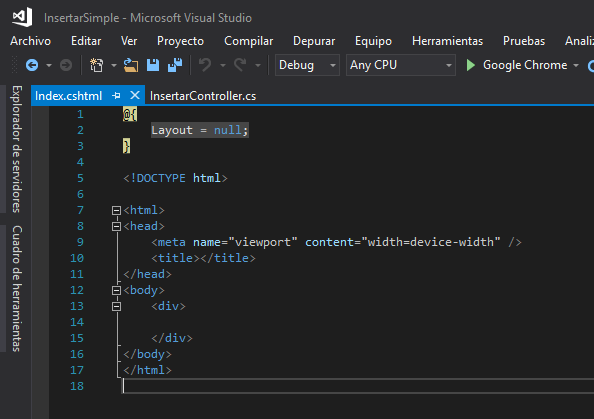 InsertarSimple - Microsoft Visual Studio
Archivo Editar Ver Proyecto Compilar Depurar Equipo Herramientas Pruebas Anali
Debug Any CPU Google Chrome
Explorador de servidores
Cuadro de herramientas
Index.cshtml InsertarController.cs
1 @{
2 Layout = null;
3 }
4
5 <!DOCTYPE html>
6
7 <html>
8 <head>
9 <meta name="viewport" content="width=device-width" />
10 <title></title>
11 </head>
12 <body>
13 <div>
14
15 </div>
16 </body>
17 </html>
18